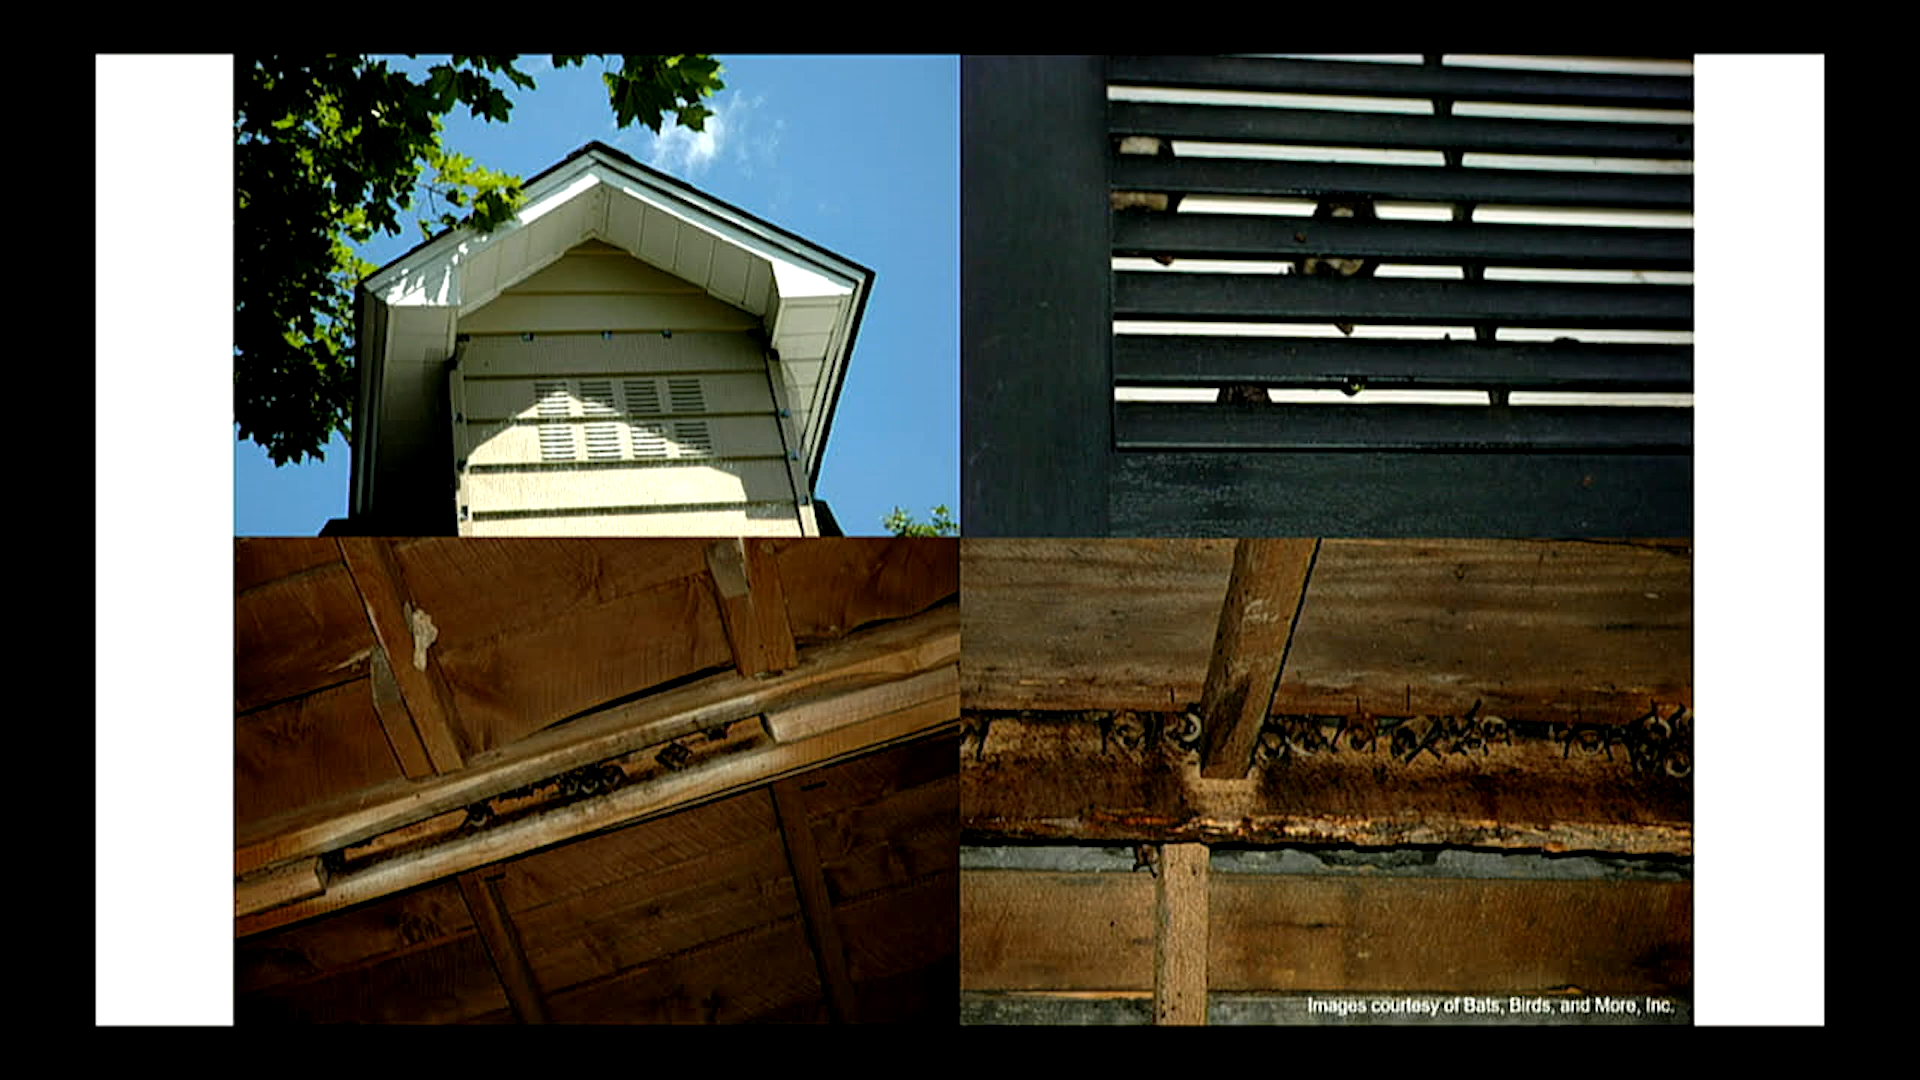 Images courtesy of Bats, Birds, and More, Inc.